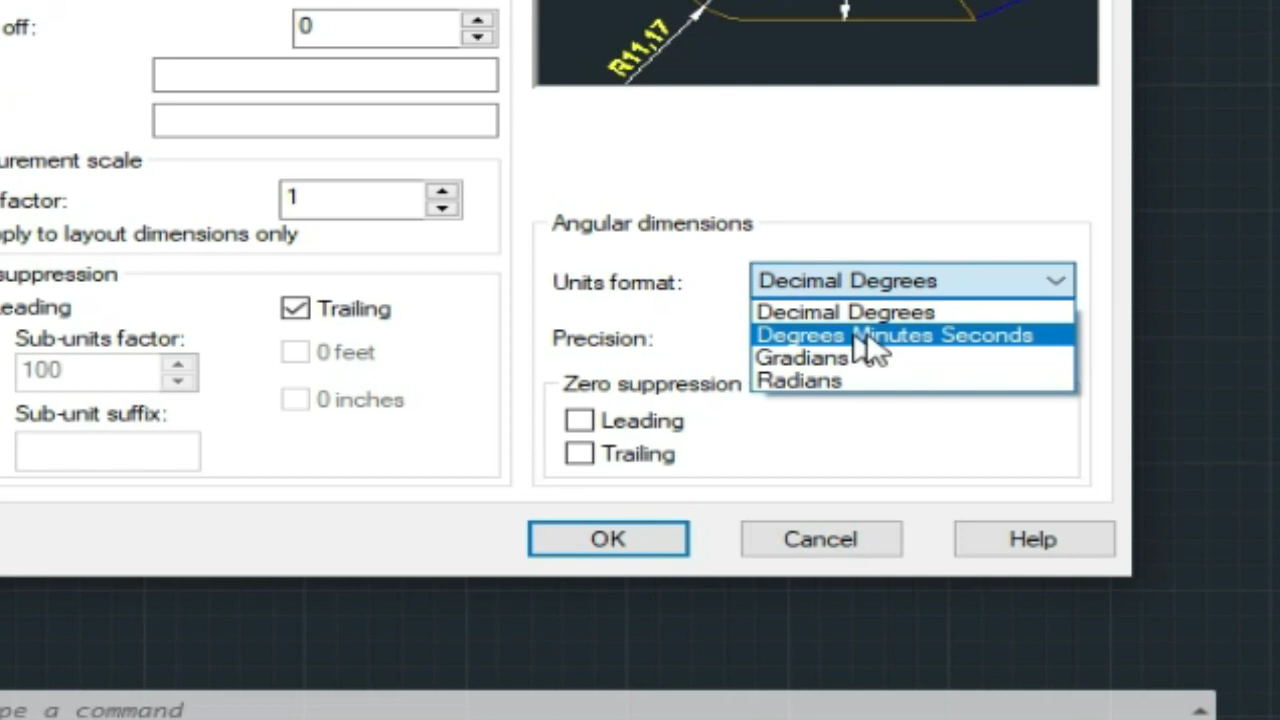 off:
0
R11,17
urement scale
factor:
1
pply to layout dimensions only
Angular dimensions
Units format:
Decimal Degrees
Decimal Degrees
Degrees Minutes Seconds
Gradians
Radians
Precision:
suppression
eading
Trailing
Sub-units factor:
100
0 feet
0 inches
Sub-unit suffix:
Zero suppression
Leading
Trailing
OK
Cancel
Help
pe a command